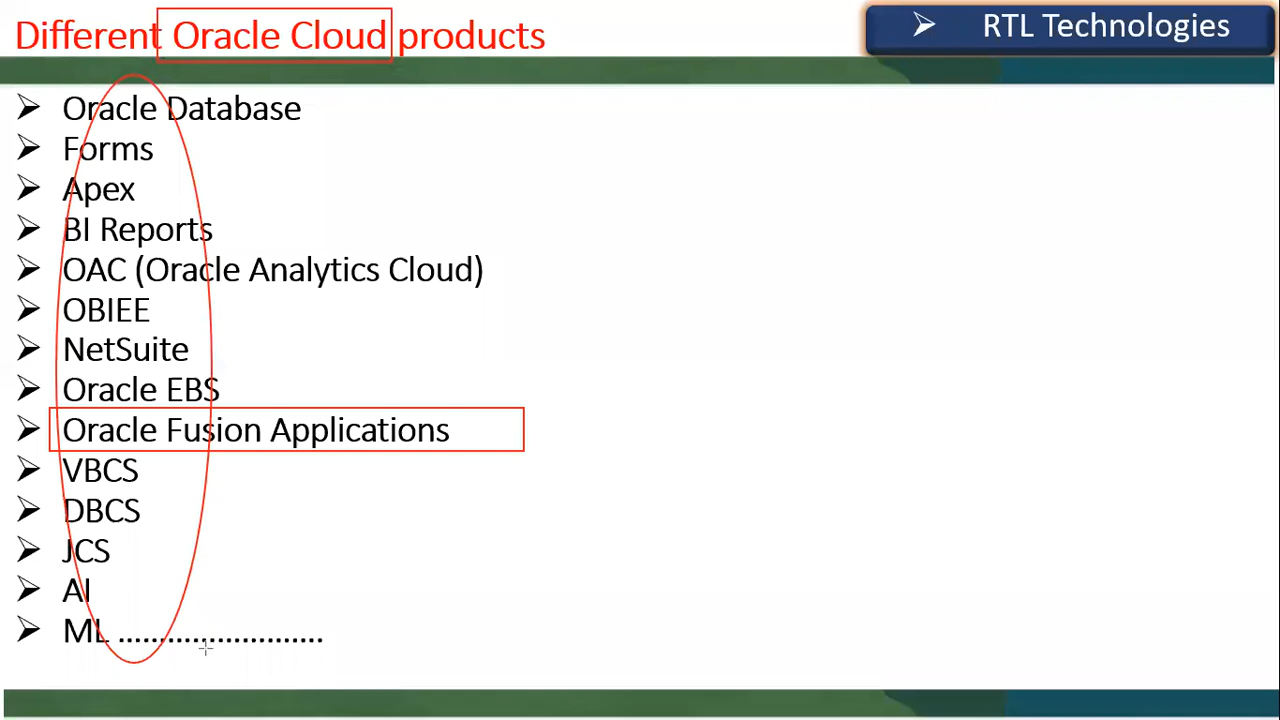 Different Oracle Cloud products
➢ RTL Technologies
➢ Oracle Database
➢ Forms
➢ Apex
➢ BI Reports
➢ OAC (Oracle Analytics Cloud)
➢ OBIEE
➢ NetSuite
➢ Oracle EBS
➢ Oracle Fusion Applications
➢ VBCS
➢ DBCS
➢ JCS
➢ AI
➢ ML ........................